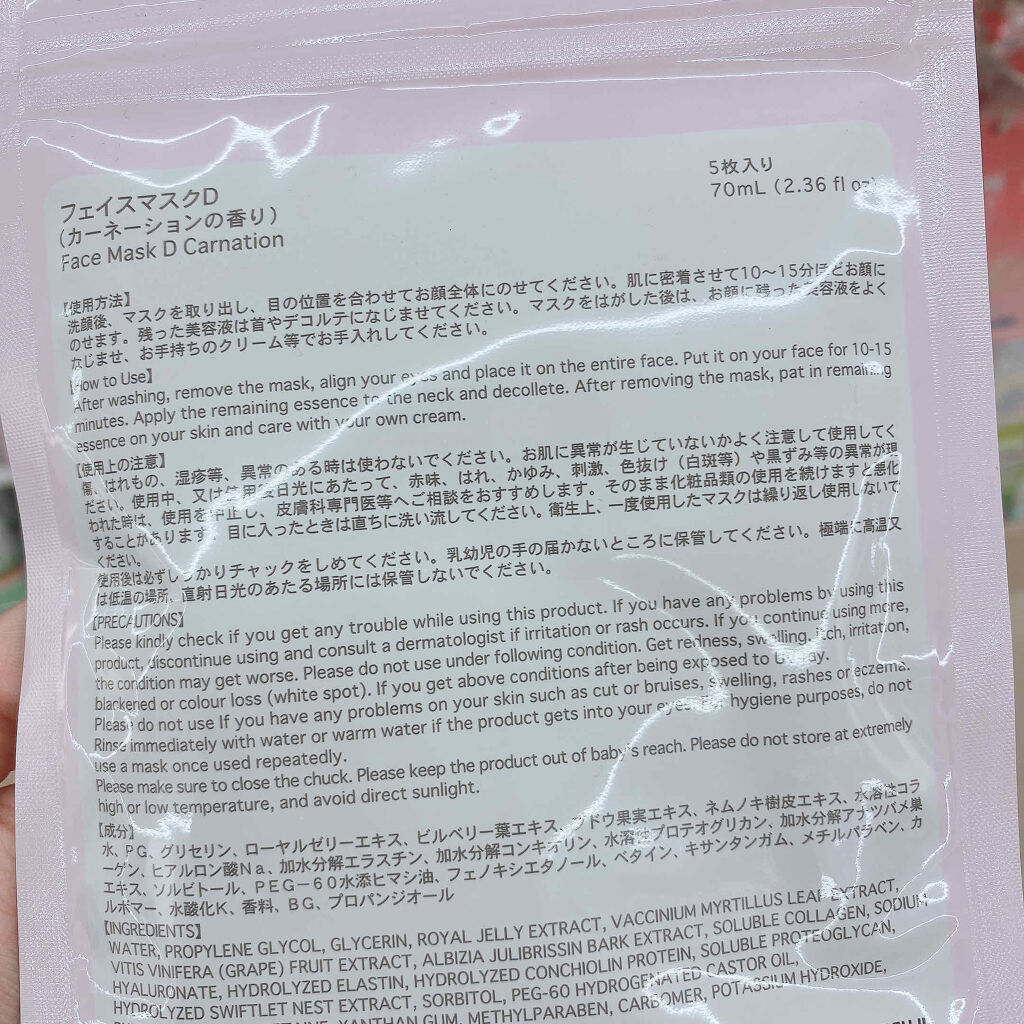 フェイスマスクD
(カーネーションの香り)
Face Mask D Carnation
5枚入り
70mL (2.36 fl oz)
【使用方法】
洗顔後、マスクを取り出し、目の位置を合わせてお顔全体にのせてください。肌に密着させて10〜15分ほどお顔に
のせます。残った美容液は首やデコルテになじませてください。マスクをはがした後は、お顔に残った美容液をよく
なじませ、お手持ちのクリーム等でお手入れしてください。
【How to Use】
After washing, remove the mask, align your eyes and place it on the entire face. Put it on your face for 10-15
minutes. Apply the remaining essence to the neck and decollete. After removing the mask, pat in remaining
essence on your skin and care with your own cream.
【使用上の注意】
傷、はれもの、湿疹等、異常のある時は使わないでください。お肌に異常が生じていないかよく注意して使用してく
ださい。使用中、又は使用後日光にあたって、赤味、はれ、かゆみ、刺激、色抜け(白斑等)や黒ずみ等の異常が現
われた時は、使用を中止し、皮膚科専門医等へご相談をおすすめします。そのまま化粧品類の使用を続けますと悪化
することがあります。目に入ったときは直ちに洗い流してください。衛生上、一度使用したマスクは繰り返し使用しないで
ください。
使用後は必ずしっかりチャックをしめてください。乳幼児の手の届かないところに保管してください。極端に高温又
は低温の場所、直射日光のあたる場所には保管しないでください。
【PRECAUTIONS】
Please kindly check if you get any trouble while using this product. If you have any problems by using this
product, discontinue using and consult a dermatologist if irritation or rash occurs. If you continue using more,
the condition may get worse. Please do not use under following condition. Get redness, swelling, itch, irritation,
blackened or colour loss (white spot). If you get above conditions after being exposed to UV ray.
Please do not use If you have any problems on your skin such as cut or bruises, swelling, rashes or eczema.
Rinse immediately with water or warm water if the product gets into your eyes. For hygiene purposes, do not
use a mask once used repeatedly.
Please make sure to close the chuck. Please keep the product out of baby's reach. Please do not store at extremely
high or low temperature, and avoid direct sunlight.
【成分】
水、PG、グリセリン、ローヤルゼリーエキス、ビルベリー葉エキス、ブドウ果実エキス、ネムノキ樹皮エキス、水溶性コラ
ーゲン、ヒアルロン酸Na、加水分解エラスチン、加水分解コンキオリン、水溶性プロテオグリカン、加水分解アナツバメ巣
エキス、ソルビトール、PEG−60水添ヒマシ油、フェノキシエタノール、ベタイン、キサンタンガム、メチルパラベン、カ
ルボマー、水酸化K、香料、BG、プロパンジオール
【INGREDIENTS】
WATER, PROPYLENE GLYCOL, GLYCERIN, ROYAL JELLY EXTRACT, VACCINIUM MYRTILLUS LEAF EXTRACT,
VITIS VINIFERA (GRAPE) FRUIT EXTRACT, ALBIZIA JULIBRISSIN BARK EXTRACT, SOLUBLE COLLAGEN, SODIUM
HYALURONATE, HYDROLYZED ELASTIN, HYDROLYZED CONCHIOLIN PROTEIN, SOLUBLE PROTEOGLYCAN,
HYDROLYZED SWIFTLET NEST EXTRACT, SORBITOL, PEG-60 HYDROGENATED CASTOR OIL,
XANTHAN GUM, METHYLPARABEN, CARBOMER, POTASSIUM HYDROXIDE,